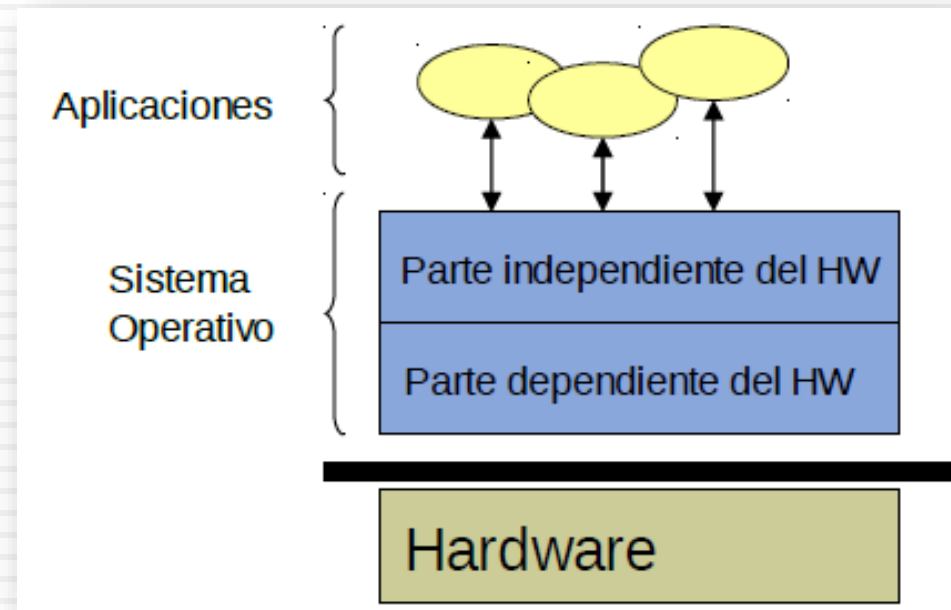 Aplicaciones
Sistema
Operativo
Parte independiente del HW
Parte dependiente del HW
Hardware